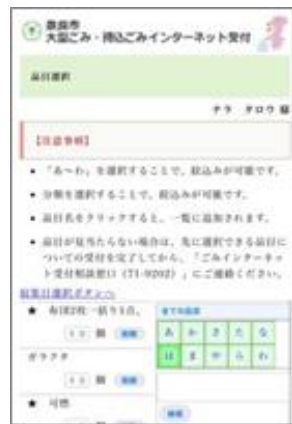 奈良市
大型ごみ・持込ごみインターネット受付
品目選択
ナラ タロウ 様
【注意事項】
・ 「あ~わ」を選択することで、絞込みが可能です。
・ 分類を選択することで、絞込みが可能です。
・ 品目名をクリックすると、一覧に追加されます。
・ 品目が見当たらない場合は、先に選択できる品目に
ついての受付を完了してから、「ごみインターネッ
ト受付相談窓口(71-9202)」にご連絡ください。
収集日選択ボタンへ
★ 布団2枚一括り1点、
個
ガラクタ
個
★ 可燃
全ての品目
あ か さ た な
は ま や ら わ